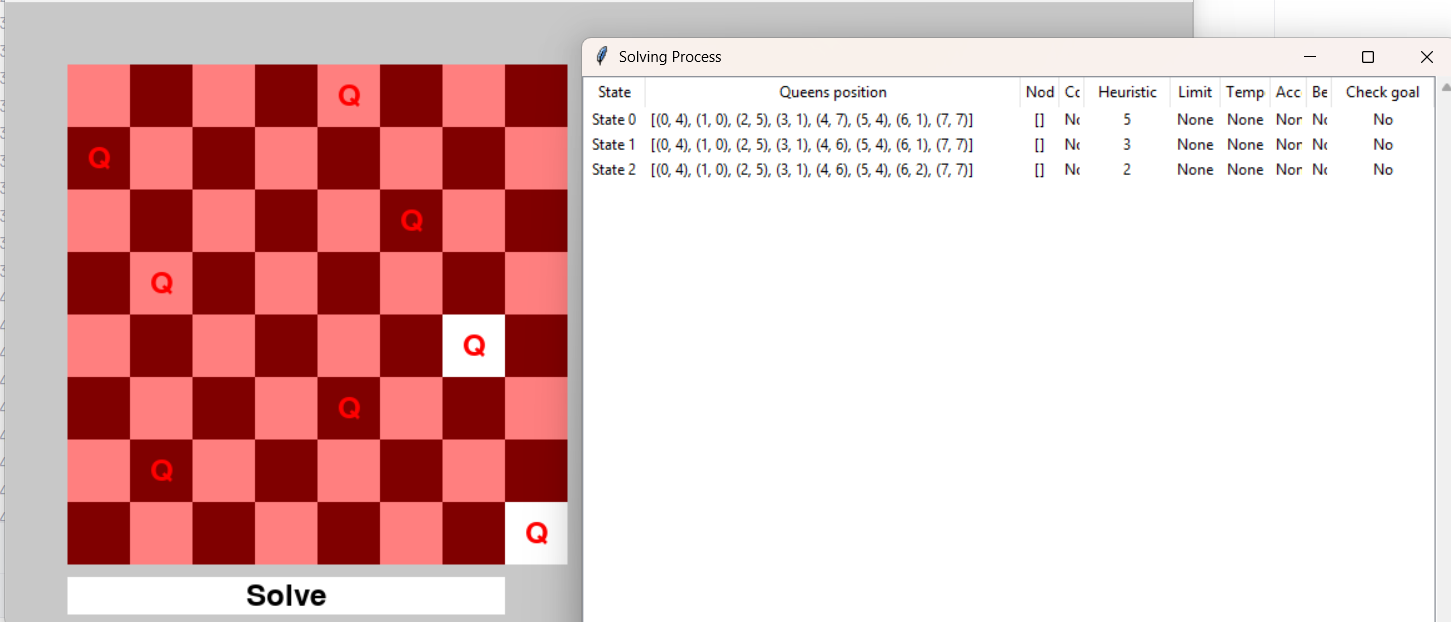 Solving Process
State Queens position Nod Cc Heuristic Limit Temp Acc Be Check goal
State 0 [(0, 4), (1, 0), (2, 5), (3, 1), (4, 7), (5, 4), (6, 1), (7, 7)] [] Nc 5 None None Nor Nc No
State 1 [(0, 4), (1, 0), (2, 5), (3, 1), (4, 6), (5, 4), (6, 1), (7, 7)] [] Nc 3 None None Nor Nc No
State 2 [(0, 4), (1, 0), (2, 5), (3, 1), (4, 6), (5, 4), (6, 2), (7, 7)] [] Nc 2 None None Nor Nc No
Q
Q
Q
Q
Q
Q
Q
Q
Solve